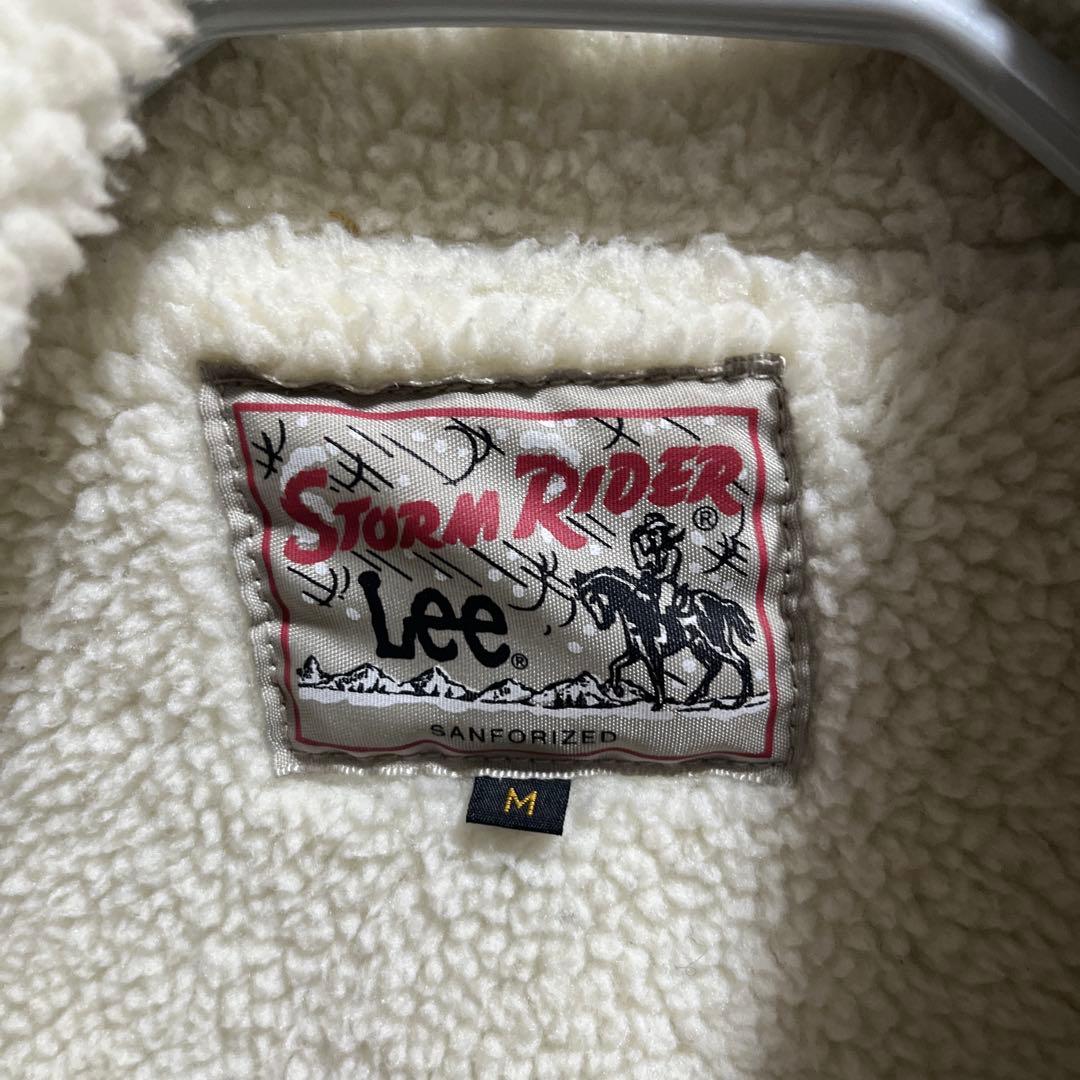 STORM RIDER ®
Lee ®
SANFORIZED
M